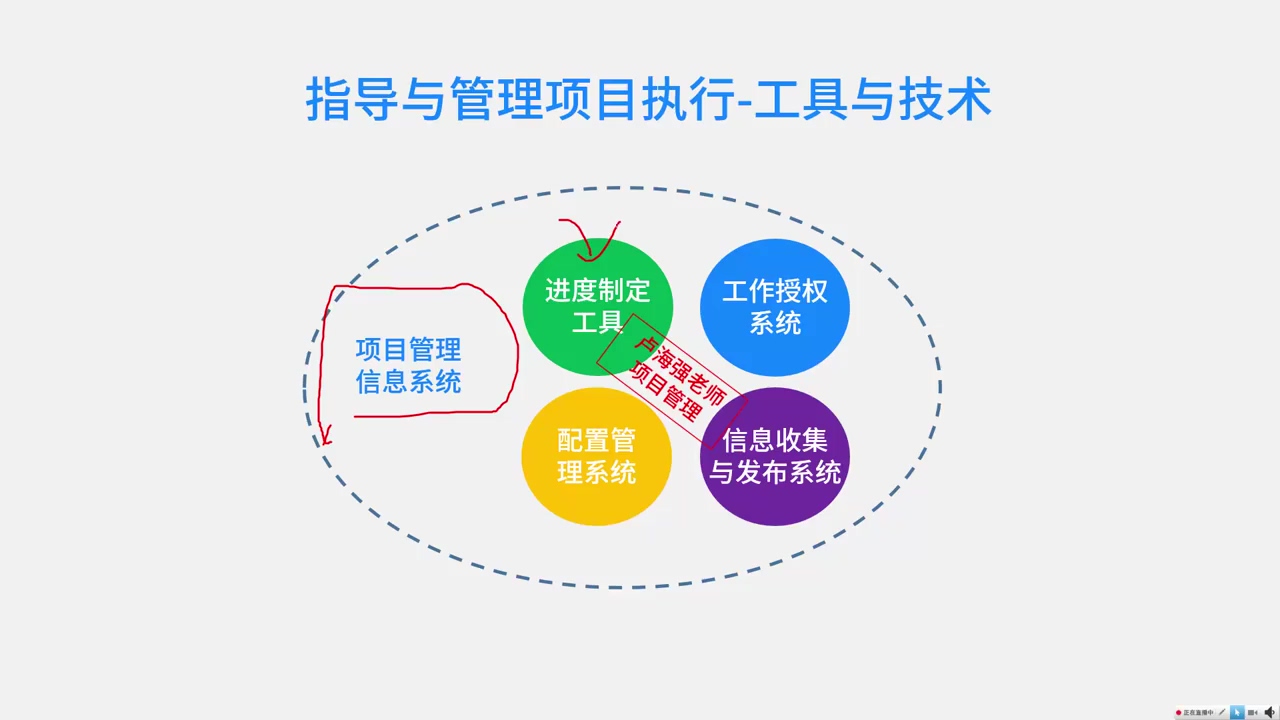 指导与管理项目执行-工具与技术
项目管理
信息系统
进度制定
工具
工作授权
系统
卢海强老师
项目管理
配置管
理系统
信息收集
与发布系统
正在直播中